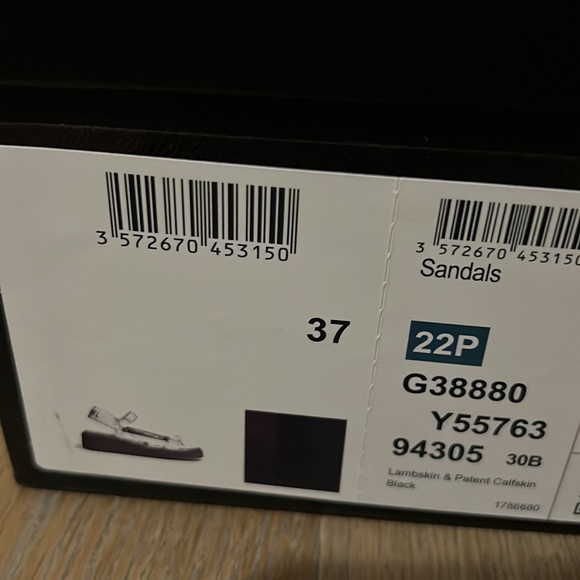 3 572670 453150
37
3 572670 453150
Sandals
22P
G38880
Y55763
94305 30B
Lambskin & Patent Calfskin
Black
1786680